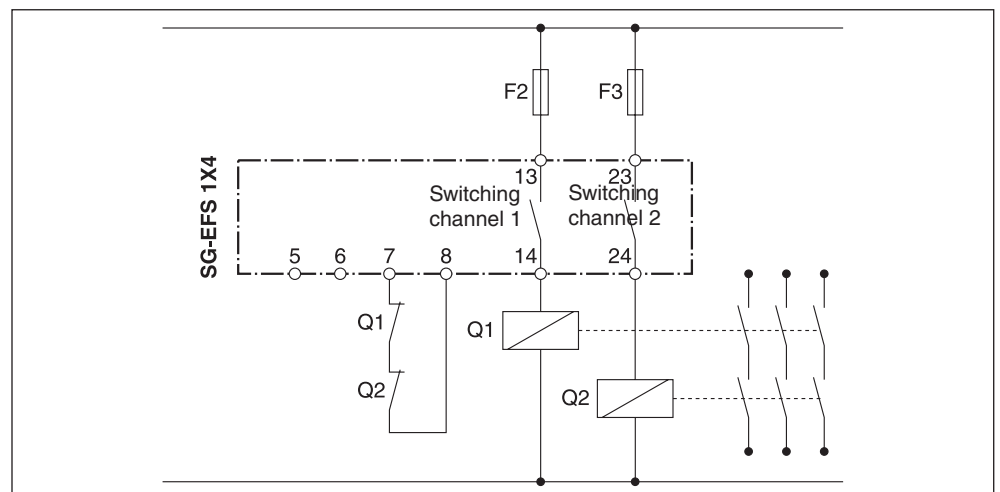 F2
F3
SG-EFS 1X4
13
23
Switching
channel 1
Switching
channel 2
5
6
7
8
14
24
Q1
Q1
Q2
Q2